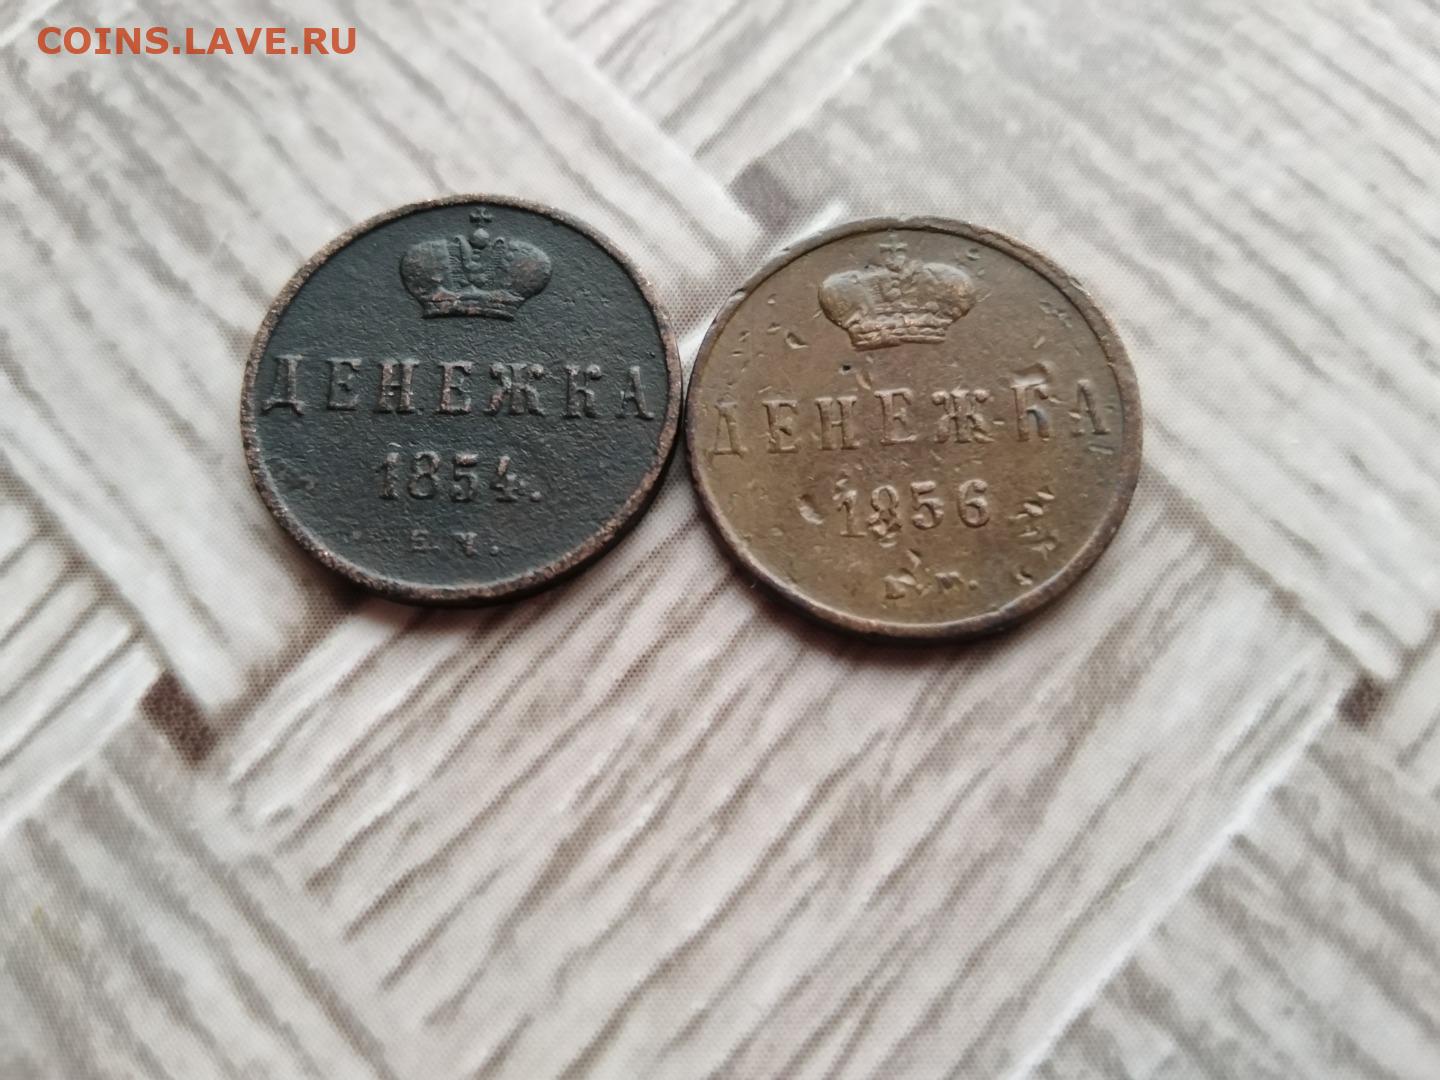 COINS.LAVE.RU
ДЕНЕЖКА
1854.
Е.М.
ДЕНЕЖКА
1856